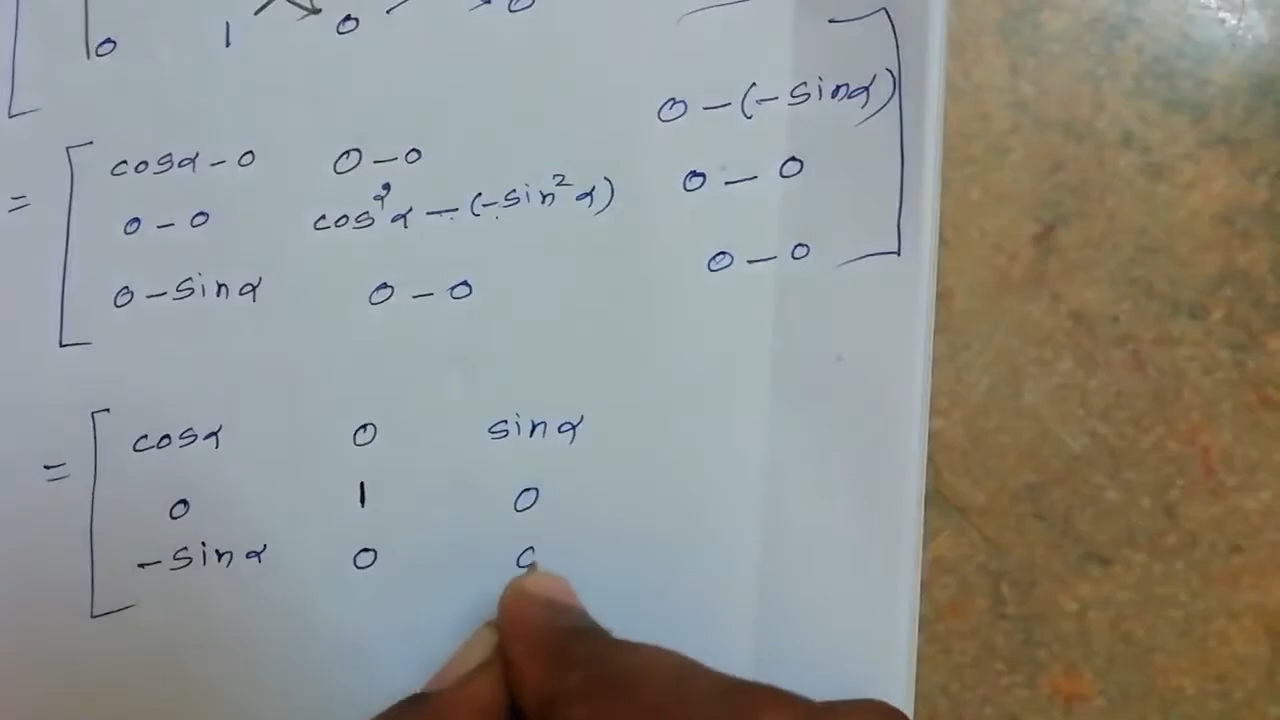 0 1 0 0
cosα-0 0-0 0-(-sinα)
= 0-0 cos²α-(-sin²α) 0-0
0-sinα 0-0 0-0
cosα 0 sinα
= 0 1 0
-sinα 0